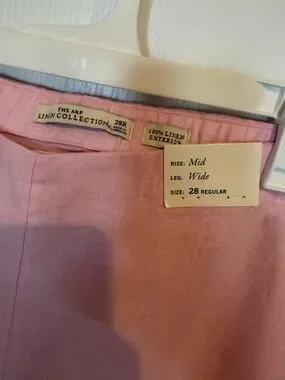 THE A&F
LINEN COLLECTION
28R
100% LINEN
EXTERIOR
RISE: Mid
LEG: Wide
SIZE: 28 REGULAR